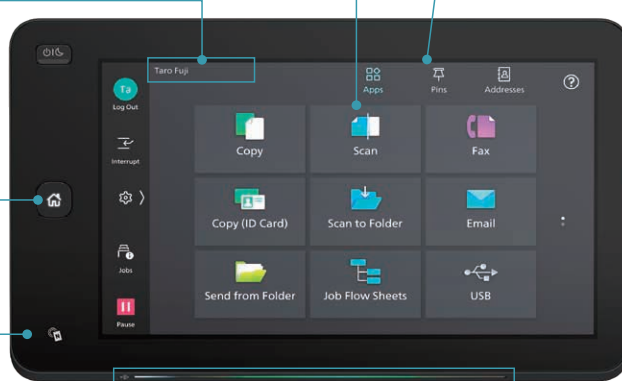 Taro Fuji
Apps
Pins
Addresses
?
Ta
Log Out
Interrupt
Jobs
Pause
Copy
Scan
Fax
Copy (ID Card)
Scan to Folder
Email
Send from Folder
Job Flow Sheets
USB